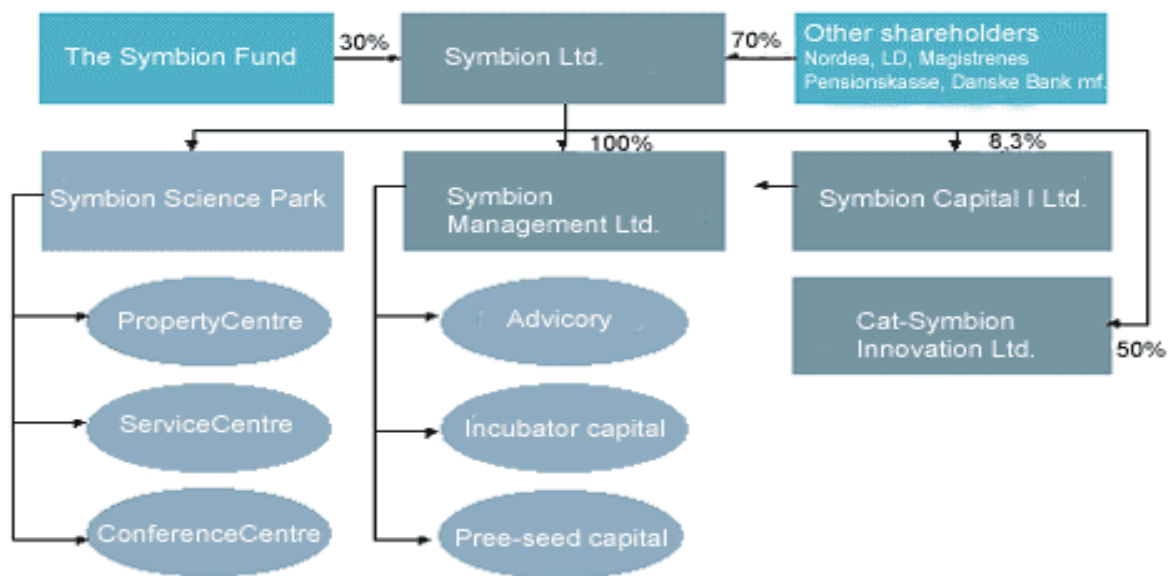 The Symbion Fund
30%
Symbion Ltd.
70%
Other shareholders
Nordea, LD, Magistrenes
Pensionskasse, Danske Bank mf.
100%
8,3%
Symbion Science Park
Symbion
Management Ltd.
Symbion Capital I Ltd.
PropertyCentre
Advicory
Cat-Symbion
Innovation Ltd.
50%
ServiceCentre
Incubator capital
ConferenceCentre
Pree-seed capital